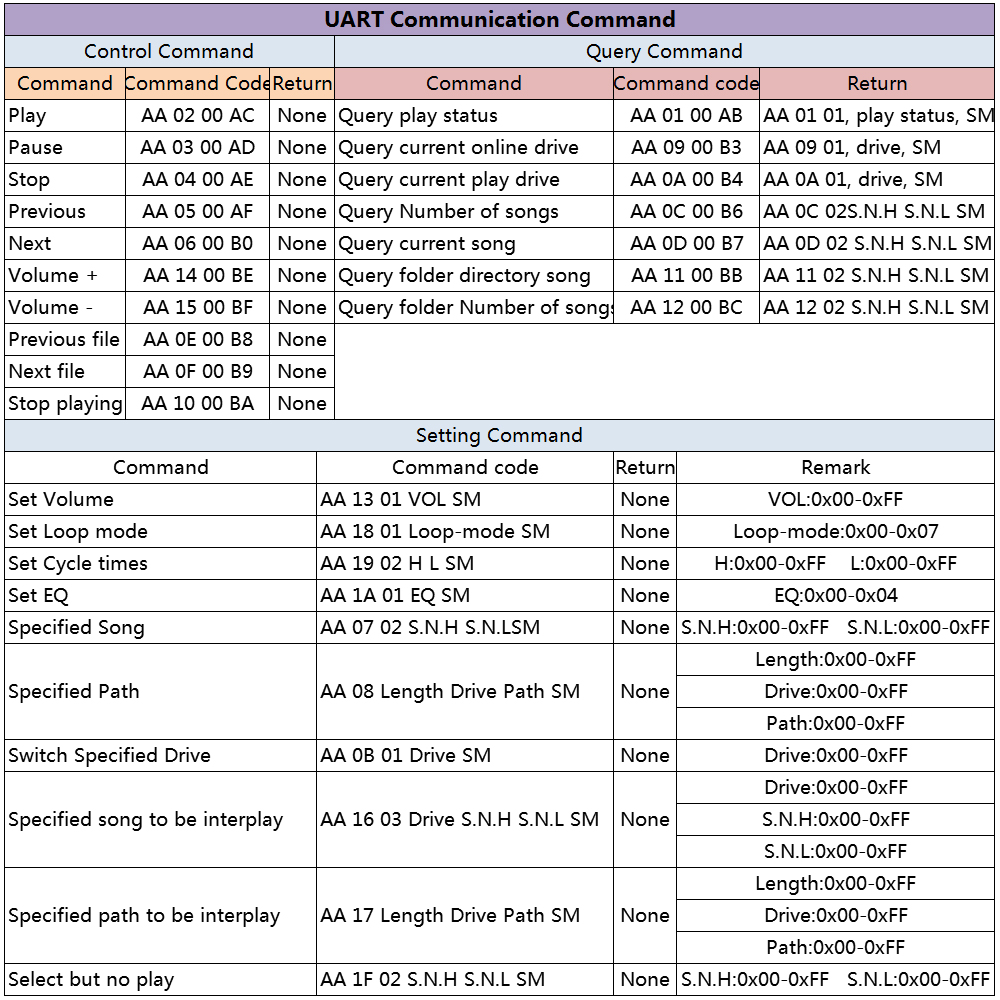 UART Communication Command
Control Command Query Command
Command Command Code Return Command Command code Return
Play AA 02 00 AC None Query play status AA 01 00 AB AA 01 01, play status, SM
Pause AA 03 00 AD None Query current online drive AA 09 00 B3 AA 09 01, drive, SM
Stop AA 04 00 AE None Query current play drive AA 0A 00 B4 AA 0A 01, drive, SM
Previous AA 05 00 AF None Query Number of songs AA 0C 00 B6 AA 0C 02S.N.H S.N.L SM
Next AA 06 00 B0 None Query current song AA 0D 00 B7 AA 0D 02 S.N.H S.N.L SM
Volume + AA 14 00 BE None Query folder directory song AA 11 00 BB AA 11 02 S.N.H S.N.L SM
Volume - AA 15 00 BF None Query folder Number of songs AA 12 00 BC AA 12 02 S.N.H S.N.L SM
Previous file AA 0E 00 B8 None
Next file AA 0F 00 B9 None
Stop playing AA 10 00 BA None
Setting Command
Command Command code Return Remark
Set Volume AA 13 01 VOL SM None VOL:0x00-0xFF
Set Loop mode AA 18 01 Loop-mode SM None Loop-mode:0x00-0x07
Set Cycle times AA 19 02 H L SM None H:0x00-0xFF L:0x00-0xFF
Set EQ AA 1A 01 EQ SM None EQ:0x00-0x04
Specified Song AA 07 02 S.N.H S.N.LSM None S.N.H:0x00-0xFF S.N.L:0x00-0xFF
Length:0x00-0xFF
Specified Path AA 08 Length Drive Path SM None Drive:0x00-0xFF
Path:0x00-0xFF
Switch Specified Drive AA 0B 01 Drive SM None Drive:0x00-0xFF
Drive:0x00-0xFF
Specified song to be interplay AA 16 03 Drive S.N.H S.N.L SM None S.N.H:0x00-0xFF
S.N.L:0x00-0xFF
Length:0x00-0xFF
Specified path to be interplay AA 17 Length Drive Path SM None Drive:0x00-0xFF
Path:0x00-0xFF
Select but no play AA 1F 02 S.N.H S.N.L SM None S.N.H:0x00-0xFF S.N.L:0x00-0xFF